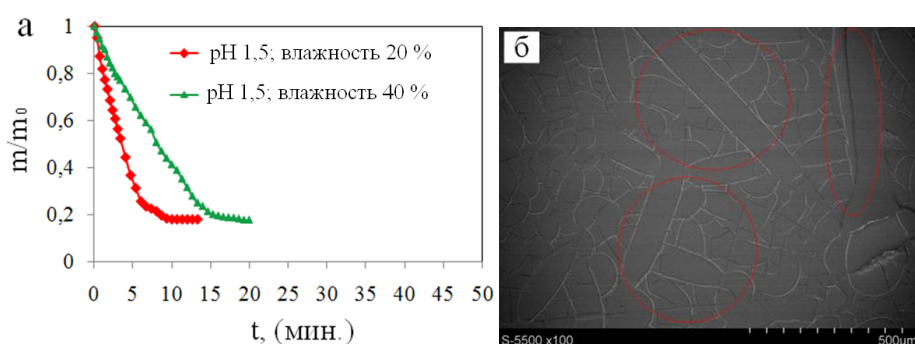 а
1
0,8
0,6
0,4
0,2
0
m/m0
pH 1,5; влажность 20 %
pH 1,5; влажность 40 %
0 5 10 15 20 25 30 35 40 45 50
t, (мин.)
б
S-5500 x100
500um